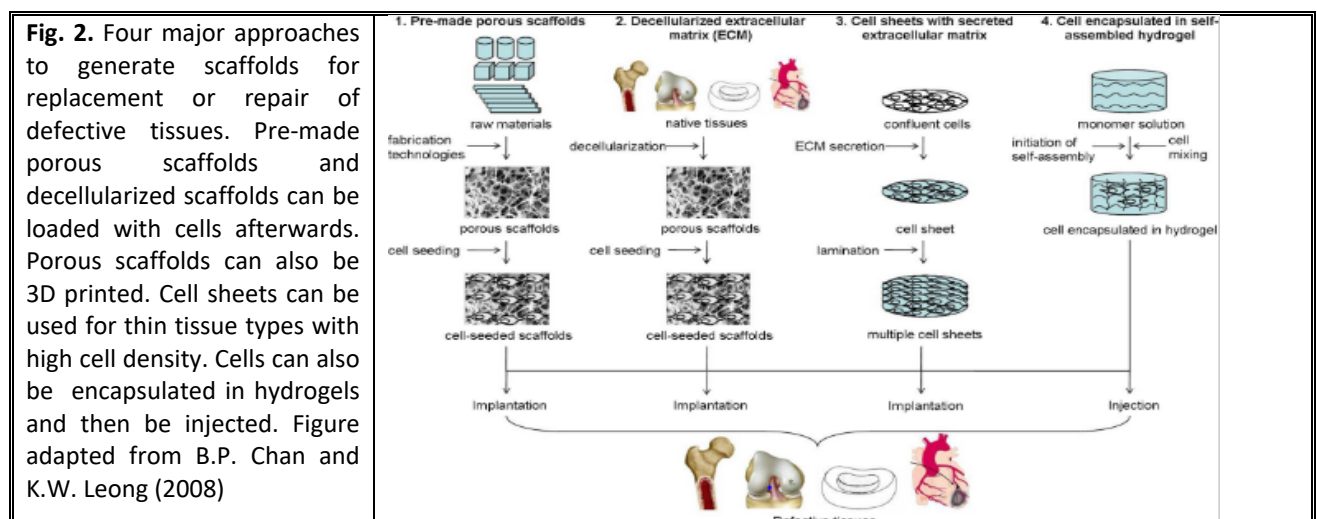 Fig. 2. Four major approaches
to generate scaffolds for
replacement or repair of
defective tissues. Pre-made
porous scaffolds and
decellularized scaffolds can be
loaded with cells afterwards.
Porous scaffolds can also be
3D printed. Cell sheets can be
used for thin tissue types with
high cell density. Cells can also
be encapsulated in hydrogels
and then be injected. Figure
adapted from B.P. Chan and
K.W. Leong (2008)
1. Pre-made porous scaffolds
raw materials
fabrication
technologies
porous scaffolds
cell seeding
cell-seeded scaffolds
Implantation
2. Decellularized extracellular
matrix (ECM)
native tissues
decellularization
porous scaffolds
cell seeding
cell-seeded scaffolds
Implantation
3. Cell sheets with secreted
extracellular matrix
confluent cells
ECM secretion
cell sheet
lamination
multiple cell sheets
Implantation
4. Cell encapsulated in self-
assembled hydrogel
monomer solution
initiation of
self-assembly
cell
mixing
cell encapsulated in hydrogel
Injection
Defective tissues